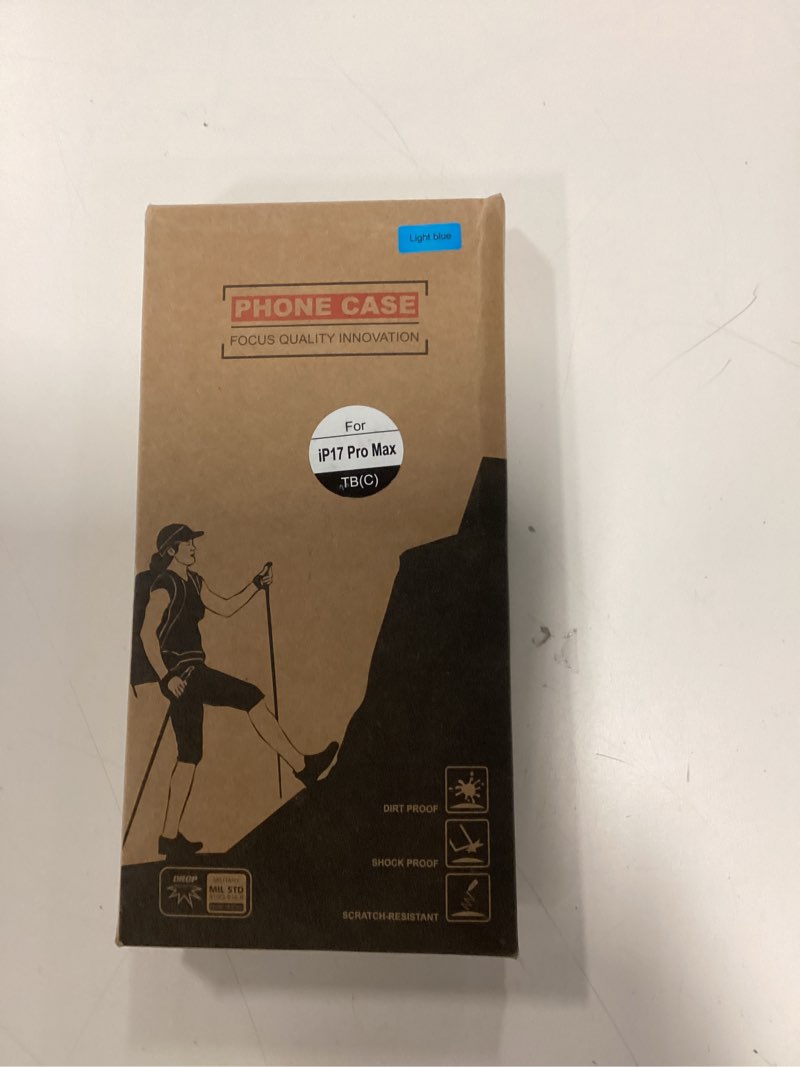 Light blue
PHONE CASE
FOCUS QUALITY INNOVATION
For
iP17 Pro Max
TB(C)
DIRT PROOF
SHOCK PROOF
SCRATCH-RESISTANT
DROP
MILITARY
MIL STD